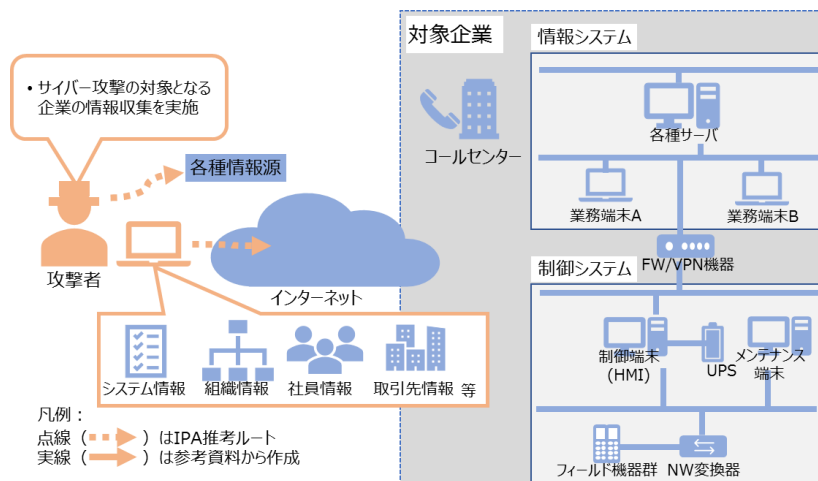 対象企業
情報システム
・サイバー攻撃の対象となる
企業の情報収集を実施
各種サーバ
コールセンター
各種情報源
業務端末A
業務端末B
攻撃者
インターネット
FW/VPN機器
制御システム
システム情報
組織情報
社員情報
取引先情報 等
制御端末
(HMI)
UPS
メンテナンス
端末
凡例：
点線（ ）はIPA推考ルート
実線（ ）は参考資料から作成
フィールド機器群
NW変換器